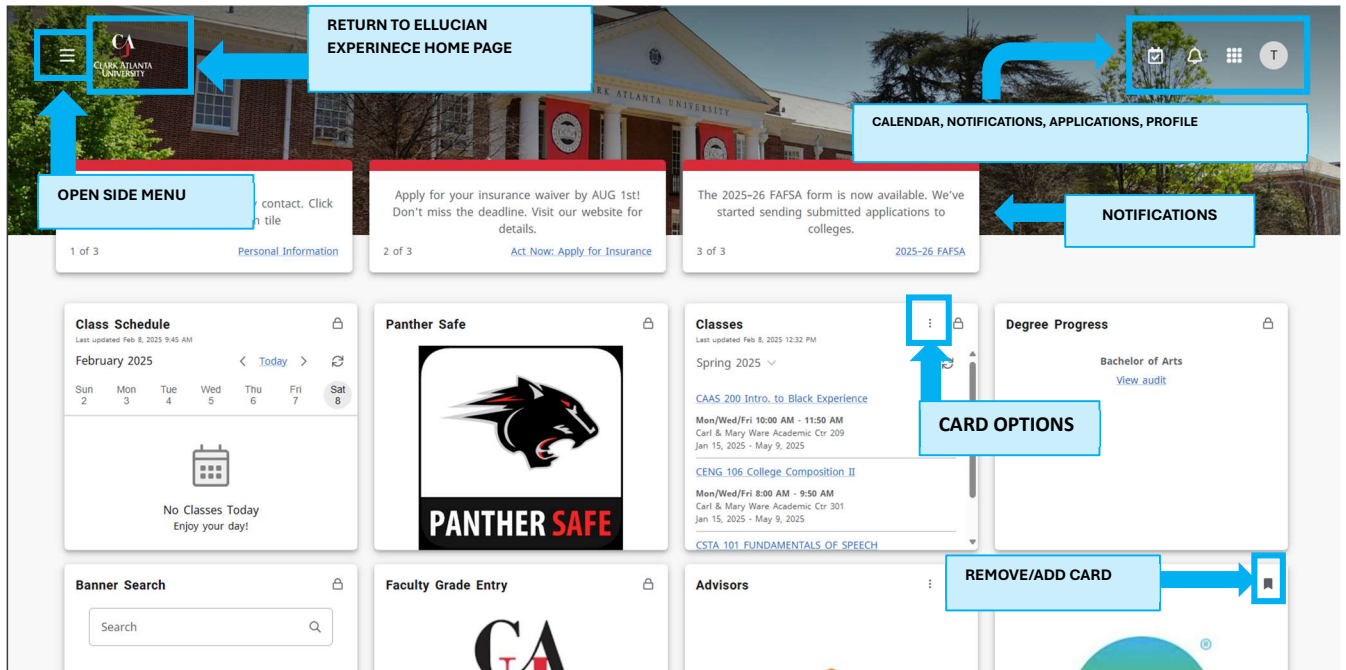 RETURN TO ELLUCIAN
EXPERINECE HOME PAGE
CA
CLARK ATLANTA
UNIVERSITY
T
CALENDAR, NOTIFICATIONS, APPLICATIONS, PROFILE
CLARK ATLANTA UNIVERSITY
OPEN SIDE MENU
contact. Click
tile
1 of 3
Personal Information
Apply for your insurance waiver by AUG 1st!
Don't miss the deadline. Visit our website for
details.
2 of 3
Act Now: Apply for Insurance
The 2025–26 FAFSA form is now available. We've
started sending submitted applications to
colleges.
3 of 3
2025–26 FAFSA
NOTIFICATIONS
Class Schedule
Last updated Feb 8, 2025 9:45 AM
February 2025
Today
Sun Mon Tue Wed Thu Fri Sat
2 3 4 5 6 7 8
No Classes Today
Enjoy your day!
Panther Safe
PANTHER SAFE
Classes
Last updated Feb 8, 2025 12:32 PM
Spring 2025
CAAS 200 Intro. to Black Experience
Mon/Wed/Fri 10:00 AM - 11:50 AM
Carl & Mary Ware Academic Ctr 209
Jan 15, 2025 - May 9, 2025
CENG 106 College Composition II
Mon/Wed/Fri 8:00 AM - 9:50 AM
Carl & Mary Ware Academic Ctr 301
Jan 15, 2025 - May 9, 2025
CSTA 101 FUNDAMENTALS OF SPEECH
CARD OPTIONS
Degree Progress
Bachelor of Arts
View audit
Banner Search
Search
Faculty Grade Entry
CA
Advisors
REMOVE/ADD CARD
®